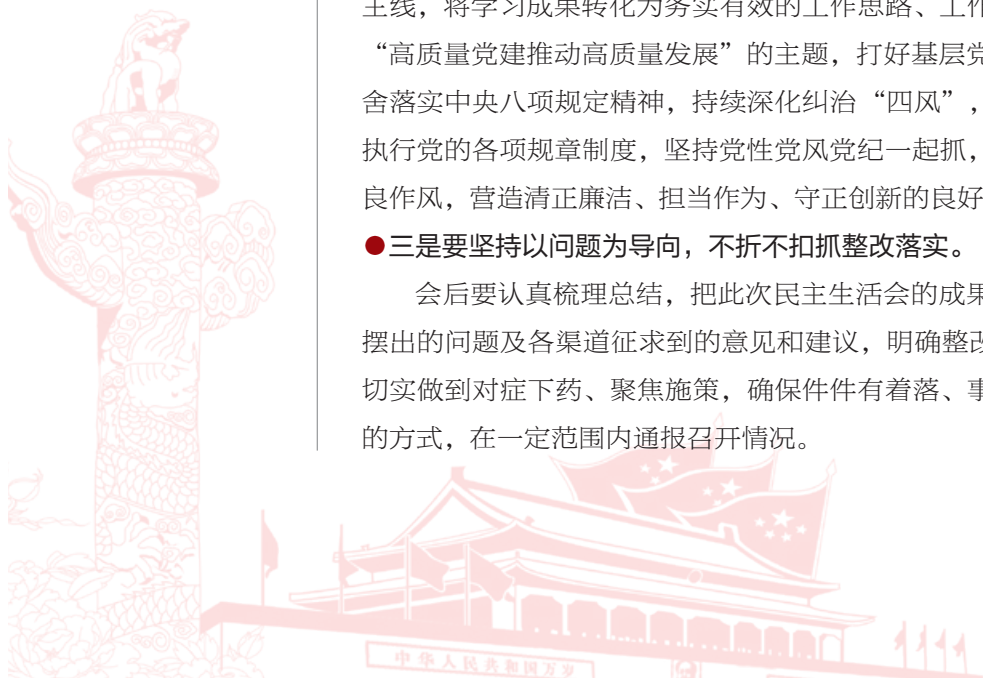 主线，将学习成果转化为务实有效的工作思路、工作
“高质量党建推动高质量发展”的主题，打好基层党
舍落实中央八项规定精神，持续深化纠治“四风”，
执行党的各项规章制度，坚持党性党风党纪一起抓，
良作风，营造清正廉洁、担当作为、守正创新的良好
●三是要坚持以问题为导向，不折不扣抓整改落实。
会后要认真梳理总结，把此次民主生活会的成果
摆出的问题及各渠道征求到的意见和建议，明确整改
切实做到对症下药、聚焦施策，确保件件有着落、事
的方式，在一定范围内通报召开情况。
中华人民共和国万岁